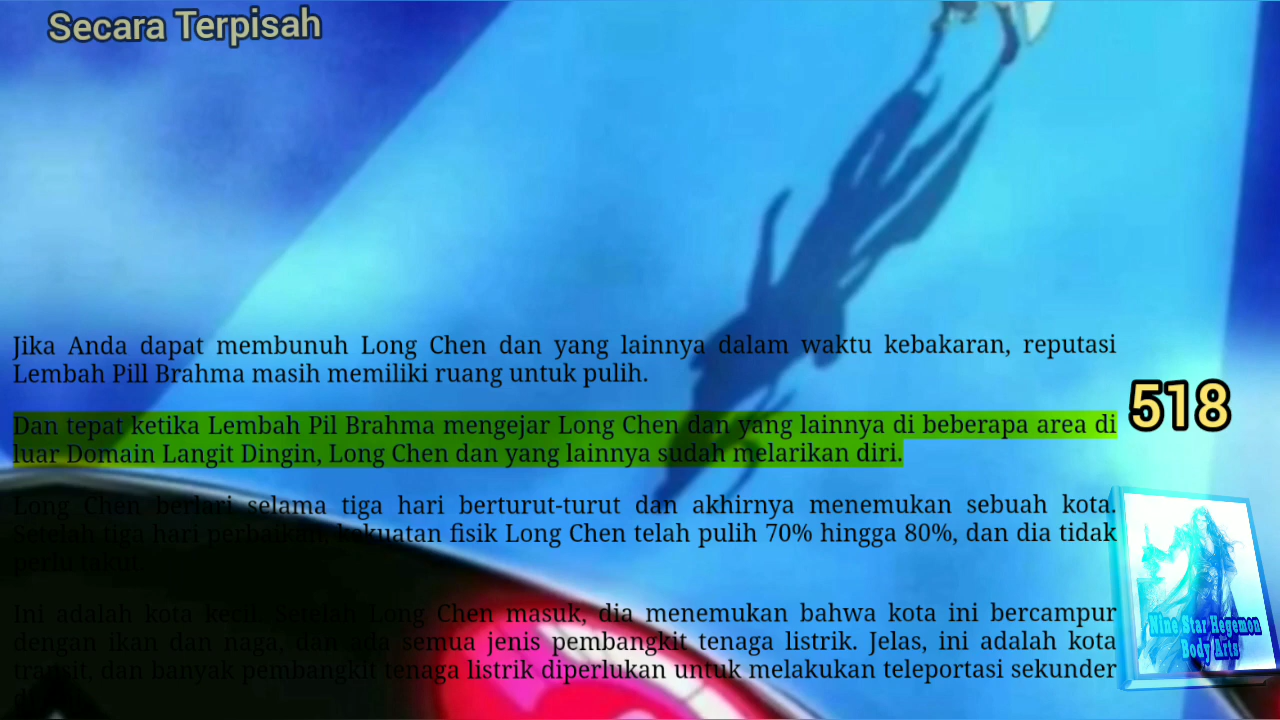 Secara Terpisah
Jika Anda dapat membunuh Long Chen dan yang lainnya dalam waktu kebakaran, reputasi
Lembah Pill Brahma masih memiliki ruang untuk pulih.
518
Dan tepat ketika Lembah Pil Brahma mengejar Long Chen dan yang lainnya di beberapa area di
luar Domain Langit Dingin, Long Chen dan yang lainnya sudah melarikan diri.
Long Chen berlari selama tiga hari berturut-turut dan akhirnya menemukan sebuah kota.
Setelah tiga hari perbaikan, kekuatan fisik Long Chen telah pulih 70% hingga 80%, dan dia tidak
perlu takut.
Ini adalah kota kecil. Setelah Long Chen masuk, dia menemukan bahwa kota ini bercampur
dengan ikan dan naga, dan ada semua jenis pembangkit tenaga listrik. Jelas, ini adalah kota
transit, dan banyak pembangkit tenaga listrik diperlukan untuk melakukan teleportasi sekunder
Nine Star Hegemon
Body Arts